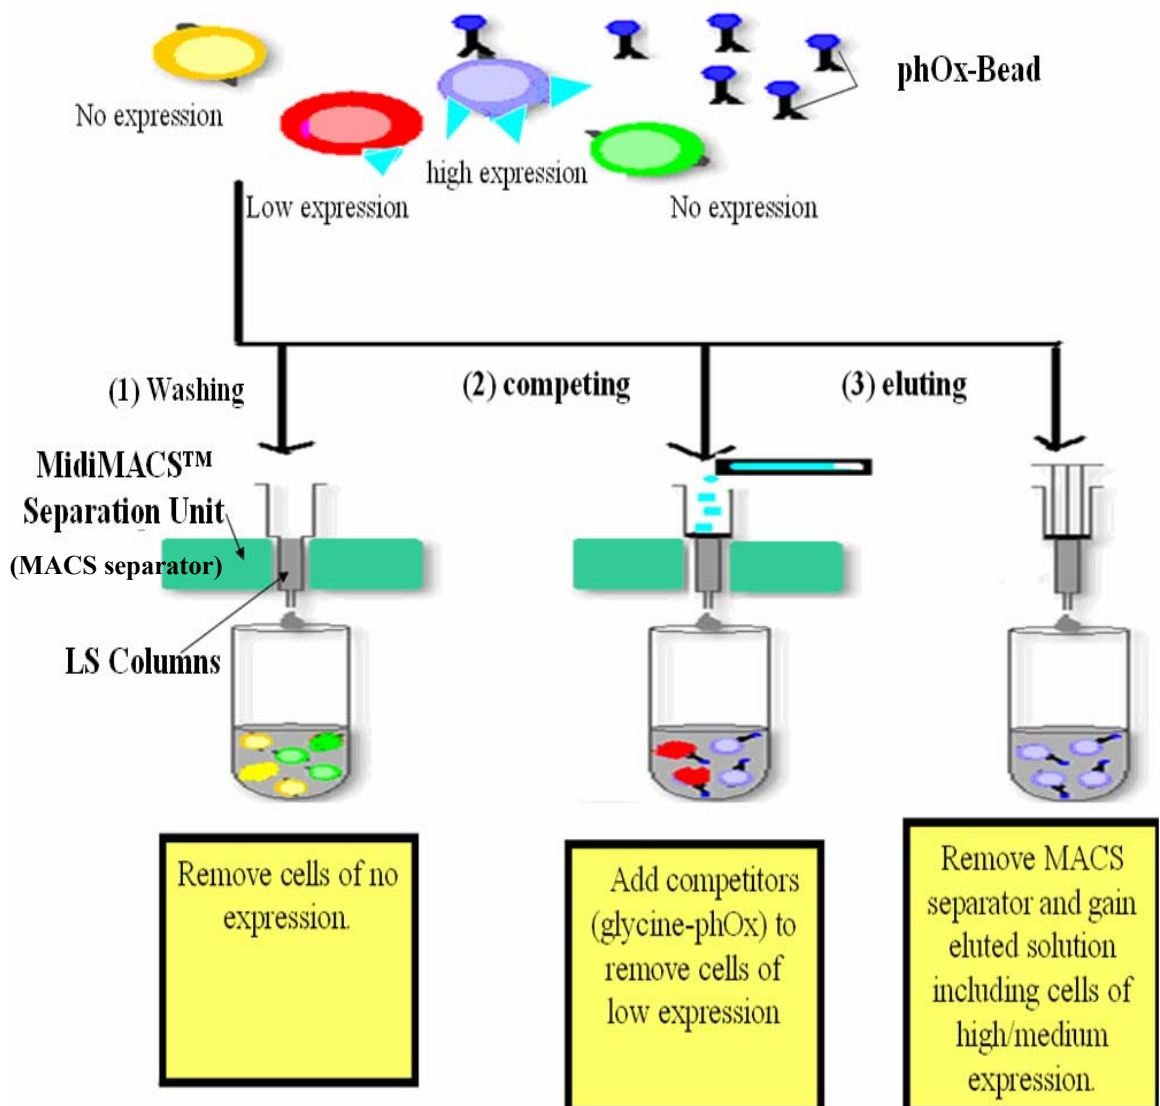 phOx-Bead
No expression
high expression
Low expression
No expression
(1) Washing
(2) competing
(3) eluting
MidiMACS™
Separation Unit
(MACS separator)
LS Columns
Remove cells of no
expression.
Add competitors
(glycine-phOx) to
remove cells of
low expression
Remove MACS
separator and gain
eluted solution
including cells of
high/medium
expression.